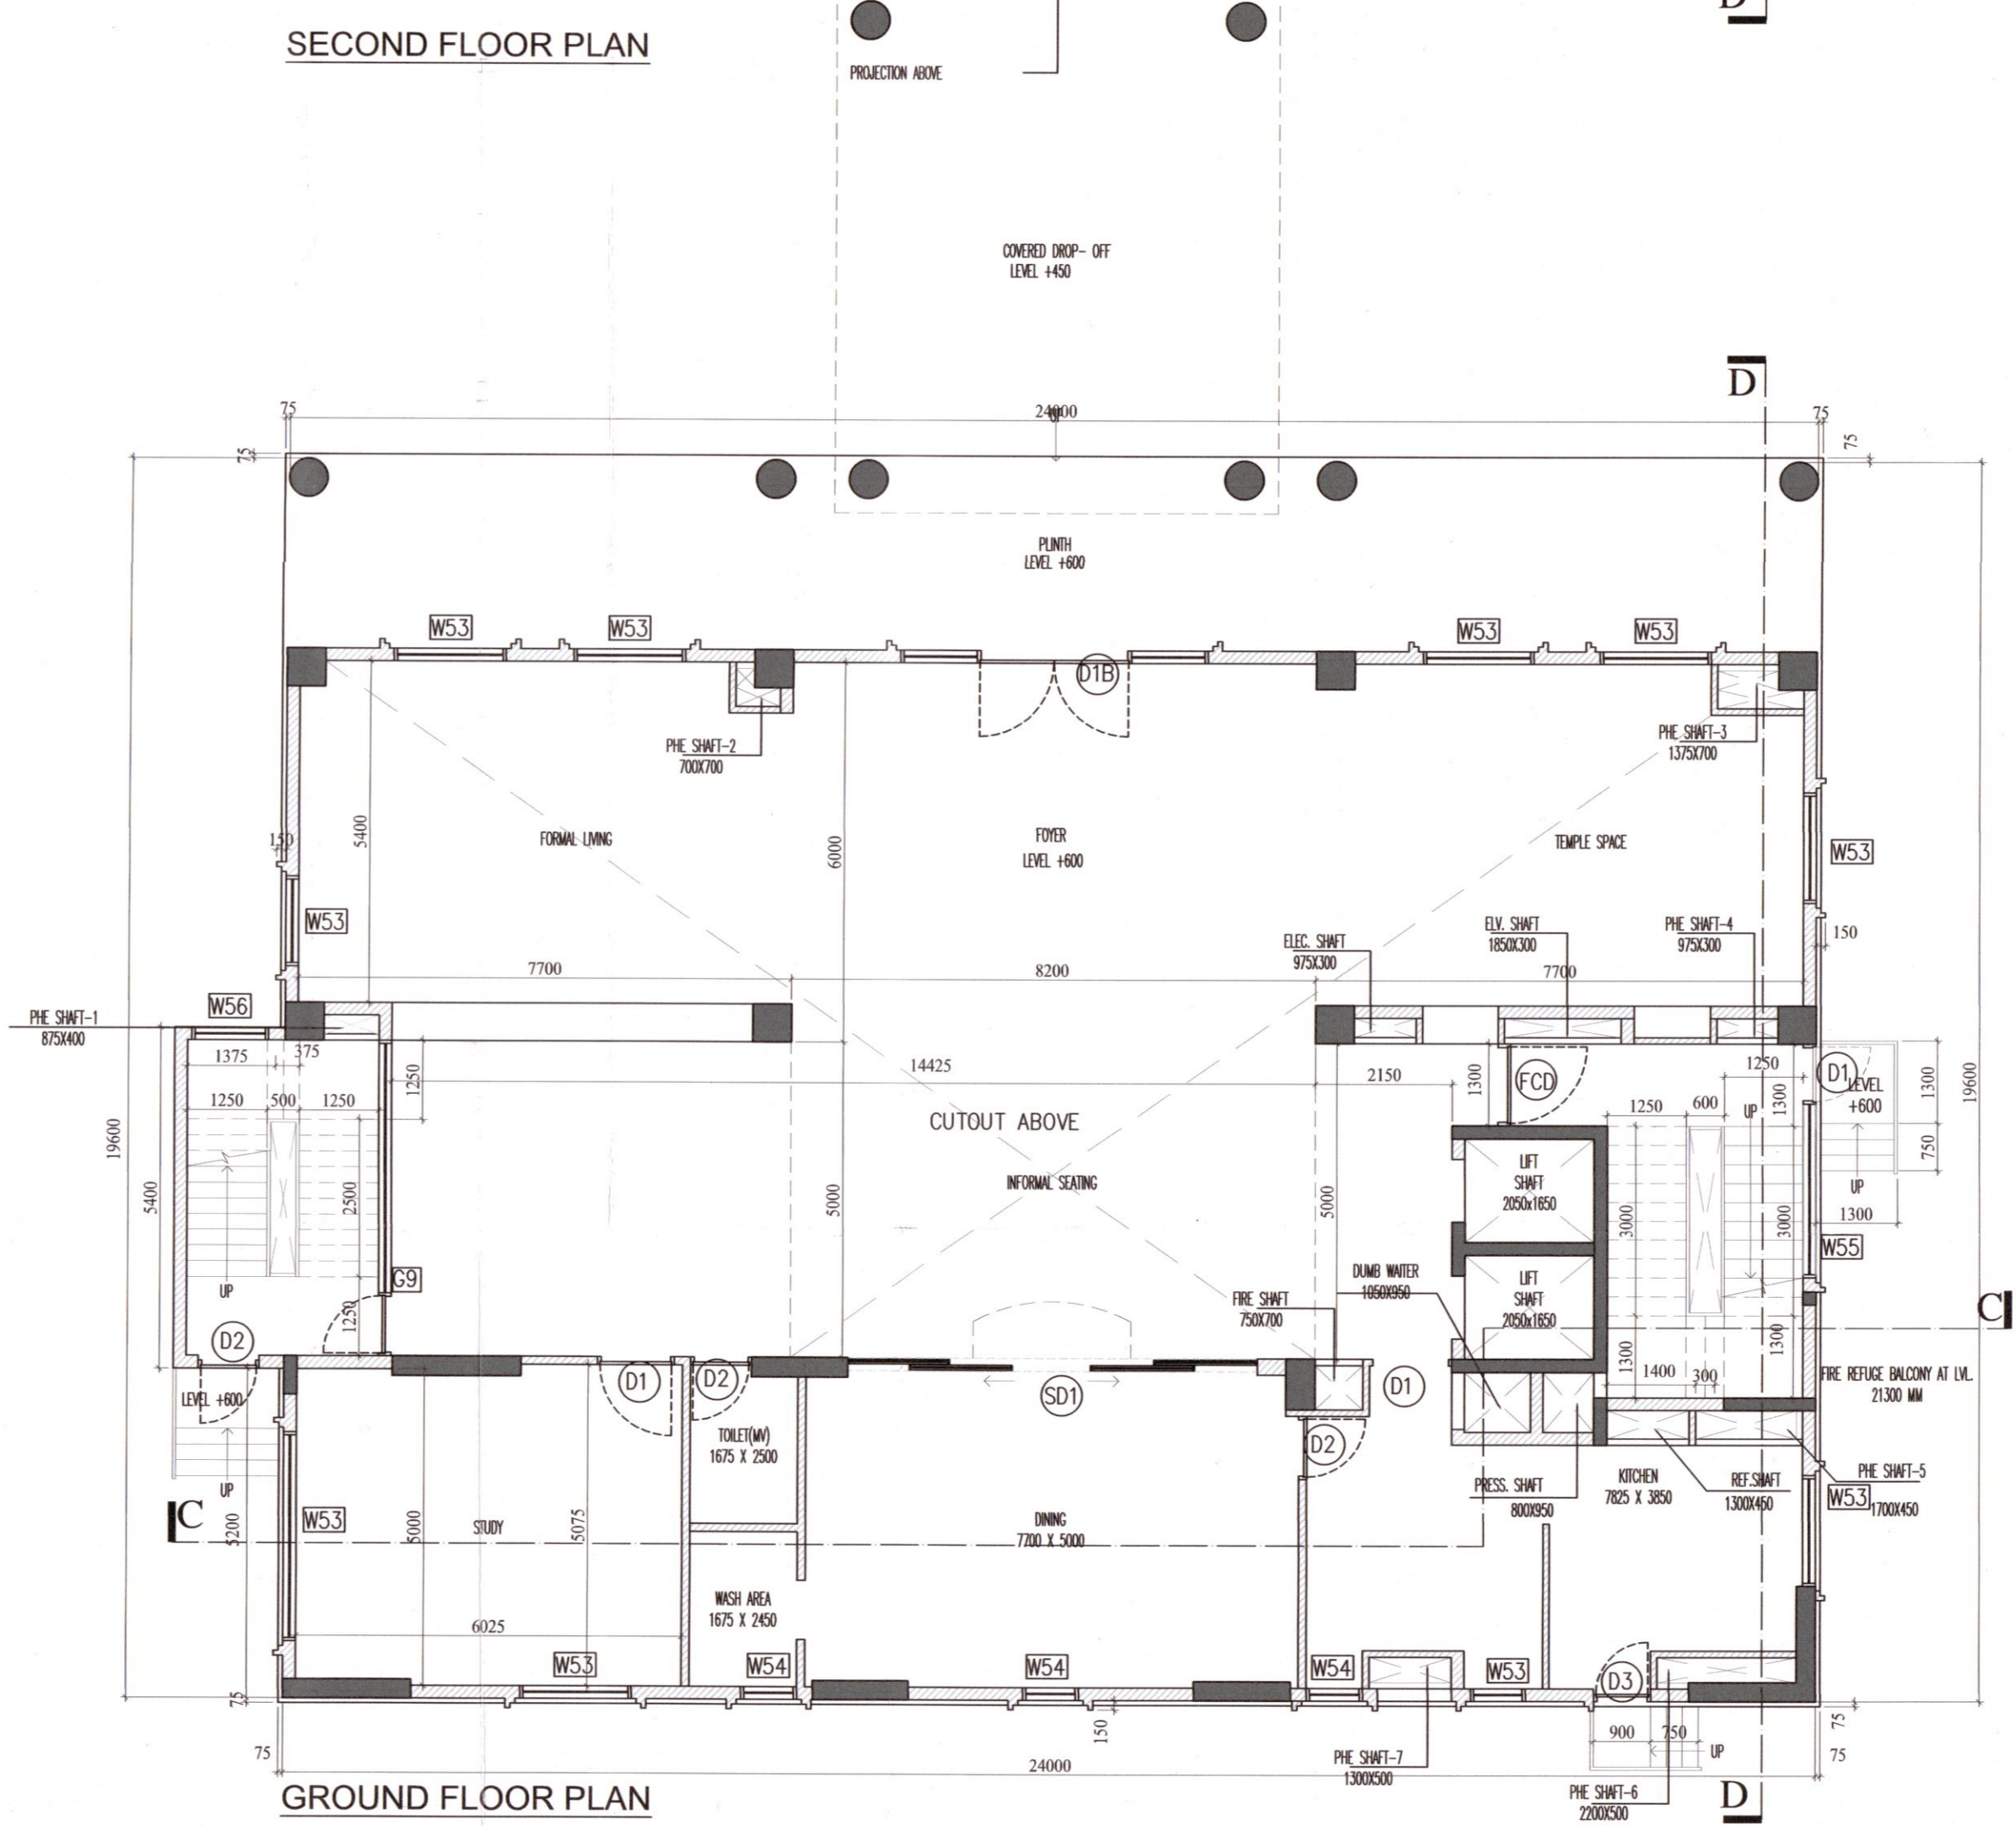 D
SECOND FLOOR PLAN
PROJECTION ABOVE
COVERED DROP- OFF
LEVEL +450
D
75
24000
75
75
75
PLINTH
LEVEL +600
W53
W53
W53
W53
D1B
PHE SHAFT-2
700X700
PHE SHAFT-3
1375X700
150
5400
FORMAL LIVING
6000
FOYER
LEVEL +600
TEMPLE SPACE
W53
W53
ELEC. SHAFT
975X300
ELV. SHAFT
1850X300
PHE SHAFT-4
975X300
150
7700
8200
7700
W56
PHE SHAFT-1
875X400
1375
375
1250
14425
2150
1300
FCD
1250
D1
LEVEL
+600
1300
19600
1250
500
1250
CUTOUT ABOVE
1250
600
UP
1300
19600
750
5400
2500
5000
INFORMAL SEATING
5000
LIFT
SHAFT
2050x1650
3000
3000
UP
1300
W55
G9
UP
1250
DUMB WAITER
1050X950
LIFT
SHAFT
2050x1650
FIRE SHAFT
750X700
C
D2
1300
1300
1400
300
FIRE REFUGE BALCONY AT LVL.
21300 MM
LEVEL +600
D1
D2
SD1
D1
D2
TOILET(MV)
1675 X 2500
UP
PRESS. SHAFT
800X950
KITCHEN
7825 X 3850
REF.SHAFT
1300X450
PHE SHAFT-5
1700X450
W53
C
5200
W53
5000
STUDY
5075
DINING
7700 X 5000
WASH AREA
1675 X 2450
6025
W53
W54
W54
W54
W53
D3
75
150
900
750
UP
75
75
24000
75
PHE SHAFT-7
1300X500
PHE SHAFT-6
2200X500
GROUND FLOOR PLAN
D